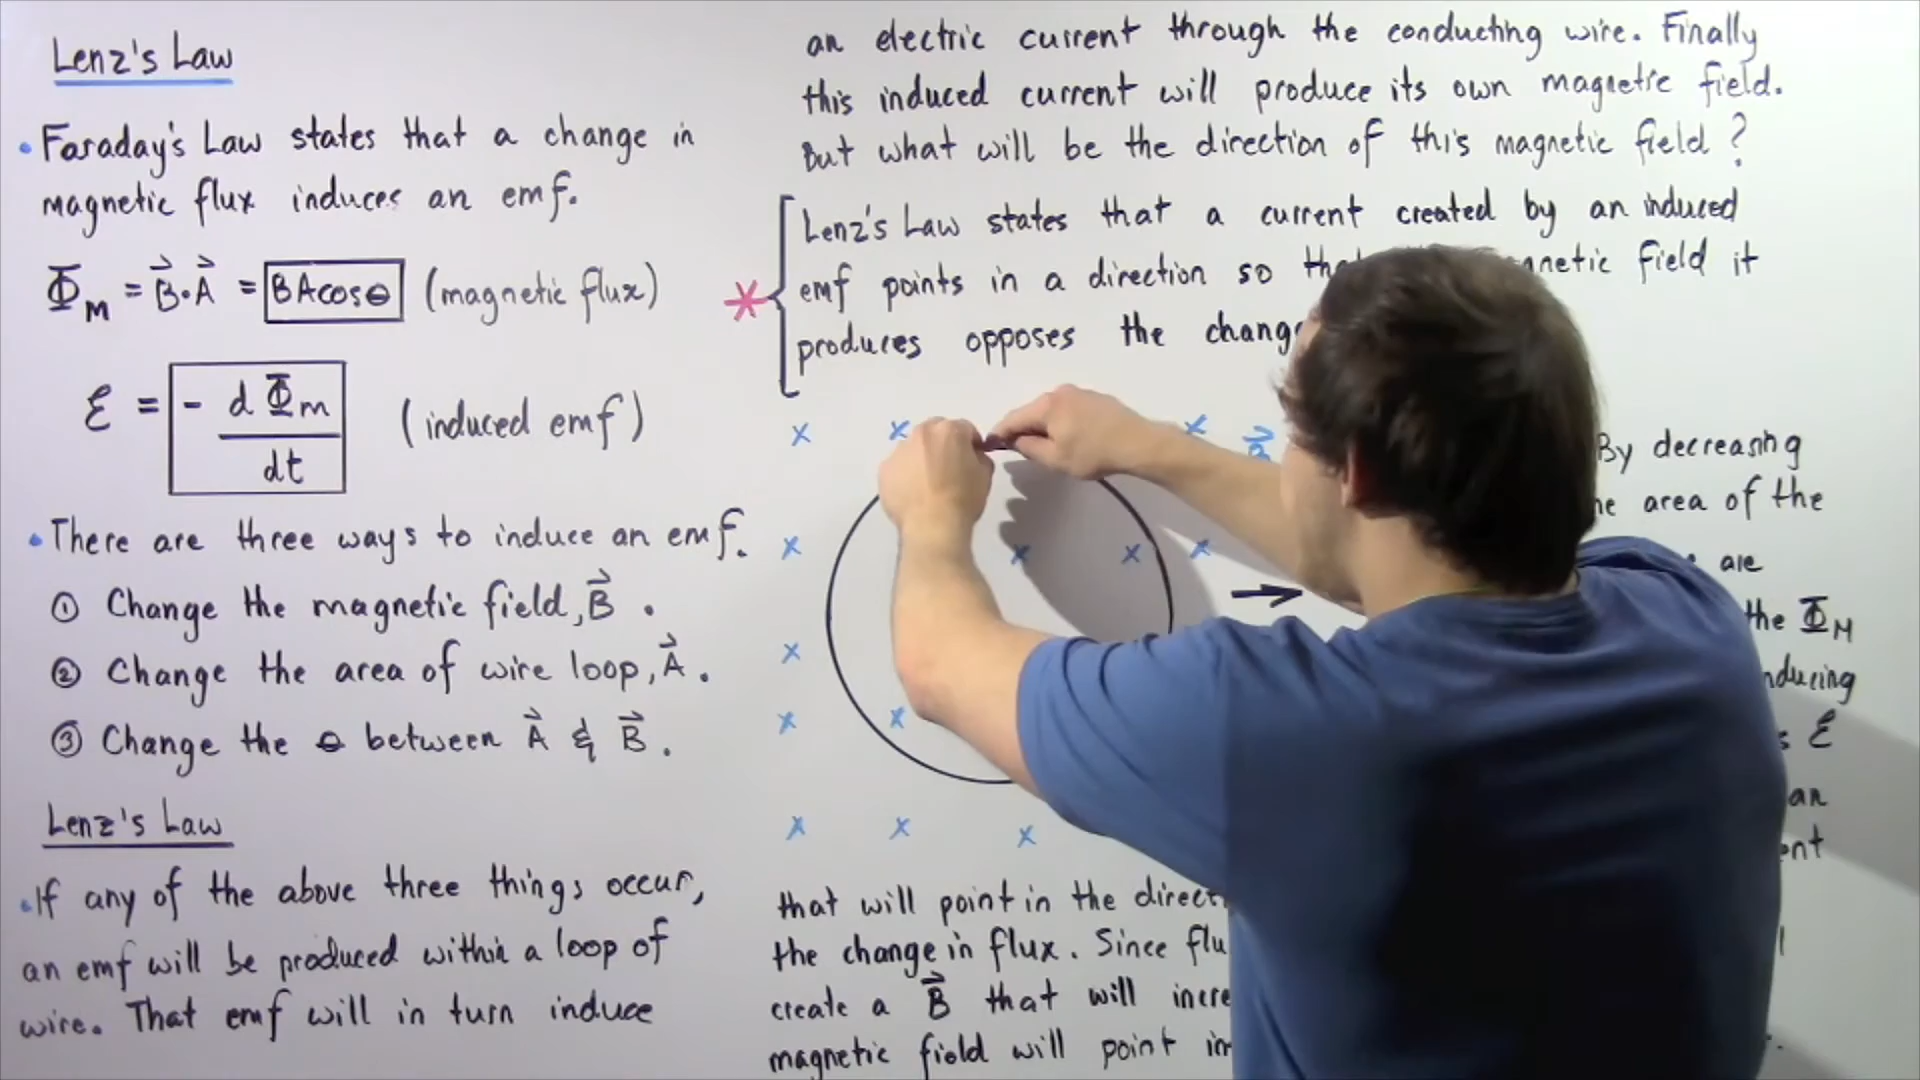 Lenz's Law
• Faraday's Law states that a change in
magnetic flux induces an emf.
Φ_M = B⃗·A⃗ = BAcosθ (magnetic flux)
ℰ = - dΦ_M/dt (induced emf)
• There are three ways to induce an emf.
① Change the magnetic field, B⃗.
② Change the area of wire loop, A⃗.
③ Change the θ between A⃗ & B⃗.
Lenz's Law
• If any of the above three things occur,
an emf will be produced within a loop of
wire. That emf will in turn induce
an electric current through the conducting wire. Finally
this induced current will produce its own magnetic field.
But what will be the direction of this magnetic field?
* Lenz's Law states that a current created by an induced
emf points in a direction so field it
produces opposes the
x x x
x x x x
x
x x
x x x
By decreasing
area of the
are
the Φ_M
ℰ
an
that will point in the
the change in flux. Since
create a B⃗ that will
magnetic field will point